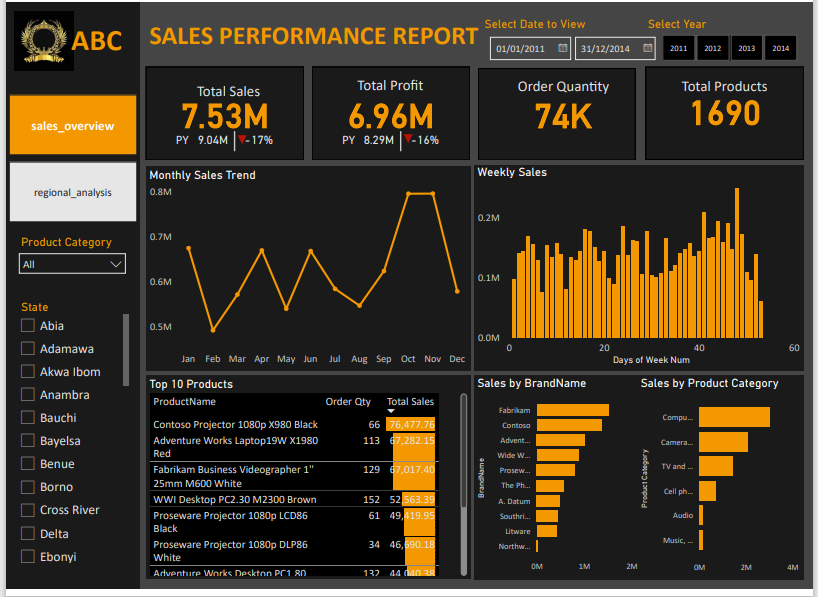 ABC
SALES PERFORMANCE REPORT
Select Date to View
01/01/2011
31/12/2014
Select Year
2011
2012
2013
2014
sales_overview
regional_analysis
Product Category
All
State
Abia
Adamawa
Akwa Ibom
Anambra
Bauchi
Bayelsa
Benue
Borno
Cross River
Delta
Ebonyi
Total Sales
7.53M
PY 9.04M -17%
Total Profit
6.96M
PY 8.29M -16%
Order Quantity
74K
Total Products
1690
Monthly Sales Trend
0.8M
0.7M
0.6M
0.5M
Jan Feb Mar Apr May Jun Jul Aug Sep Oct Nov Dec
Weekly Sales
0.2M
0.1M
0.0M
0 20 40 60
Days of Week Num
Top 10 Products
ProductName Order Qty Total Sales
Contoso Projector 1080p X980 Black 66 76,477.76
Adventure Works Laptop19W X1980 113 67,282.15
Red
Fabrikam Business Videographer 1" 129 67,017.40
25mm M600 White
WWI Desktop PC2.30 M2300 Brown 152 52,563.39
Proseware Projector 1080p LCD86 61 49,419.95
Black
Proseware Projector 1080p DLP86 34 46,690.18
White
Adventure Works Desktop PC1.80 132 44,040.38
Sales by BrandName
BrandName
Fabrikam
Contoso
Advent...
Wide W...
Prosew...
The Ph...
A. Datum
Southri...
Litware
Northw...
0M 1M 2M
Sales by Product Category
Product Category
Compu...
Camera...
TV and ...
Cell ph...
Audio
Music, ...
0M 2M 4M